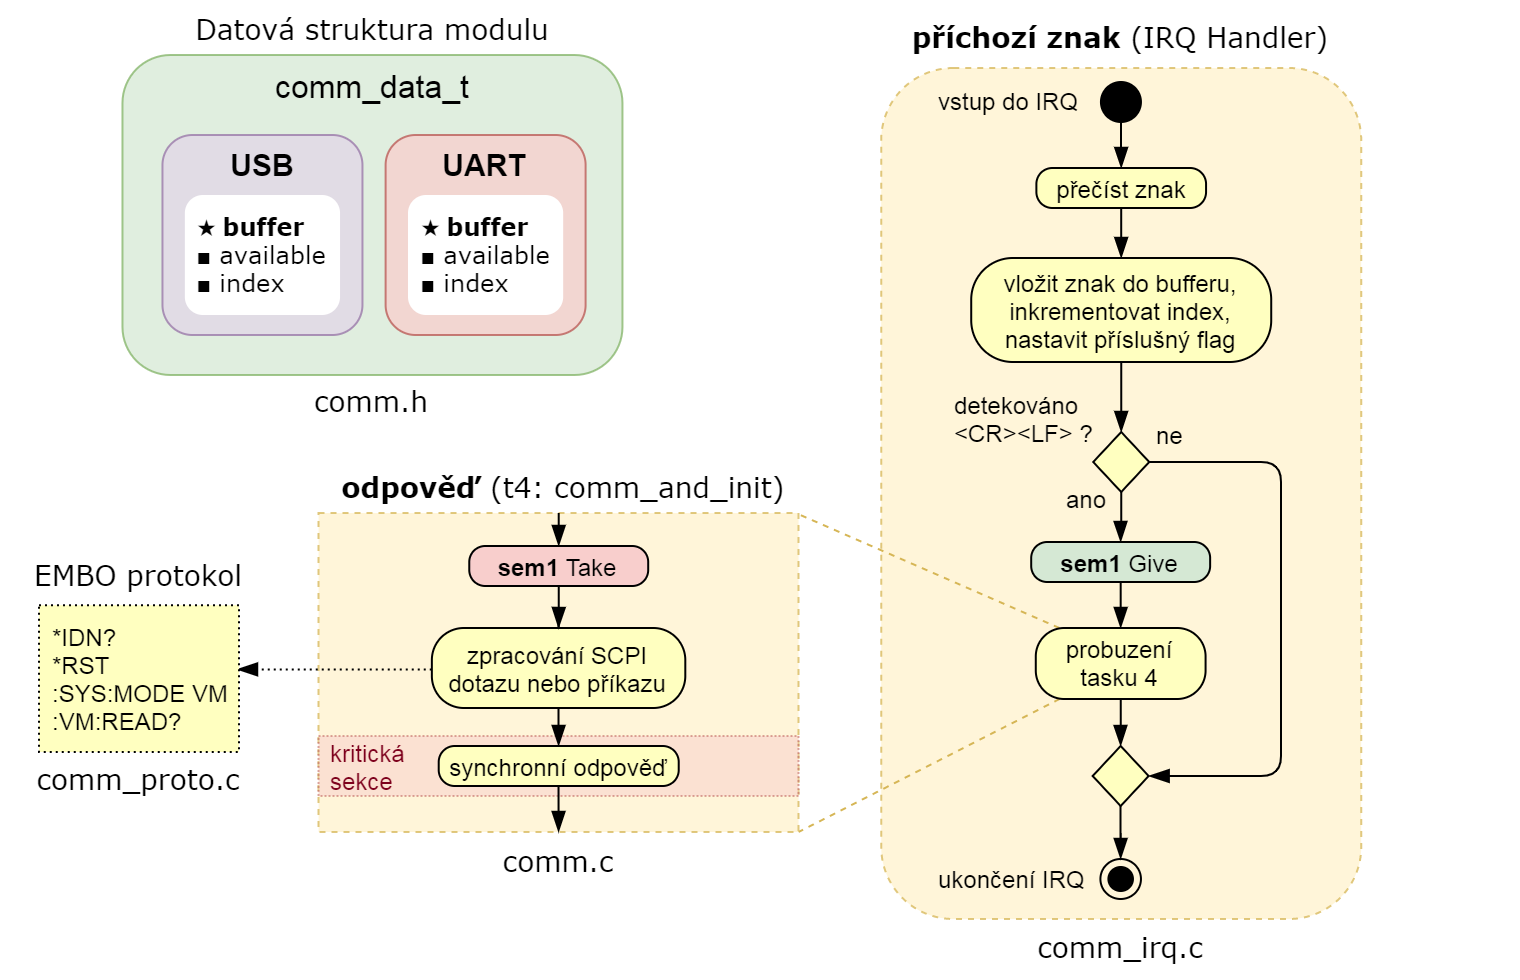 Datová struktura modulu
comm_data_t
USB
★ buffer
▪ available
▪ index
UART
★ buffer
▪ available
▪ index
comm.h
příchozí znak (IRQ Handler)
vstup do IRQ
přečíst znak
vložit znak do bufferu,
inkrementovat index,
nastavit příslušný flag
detekováno
<CR><LF> ?
ne
ano
sem1 Give
probuzení
tasku 4
ukončení IRQ
comm_irq.c
odpověď (t4: comm_and_init)
sem1 Take
zpracování SCPI
dotazu nebo příkazu
kritická
sekce
synchronní odpověď
comm.c
EMBO protokol
*IDN?
*RST
:SYS:MODE VM
:VM:READ?
comm_proto.c